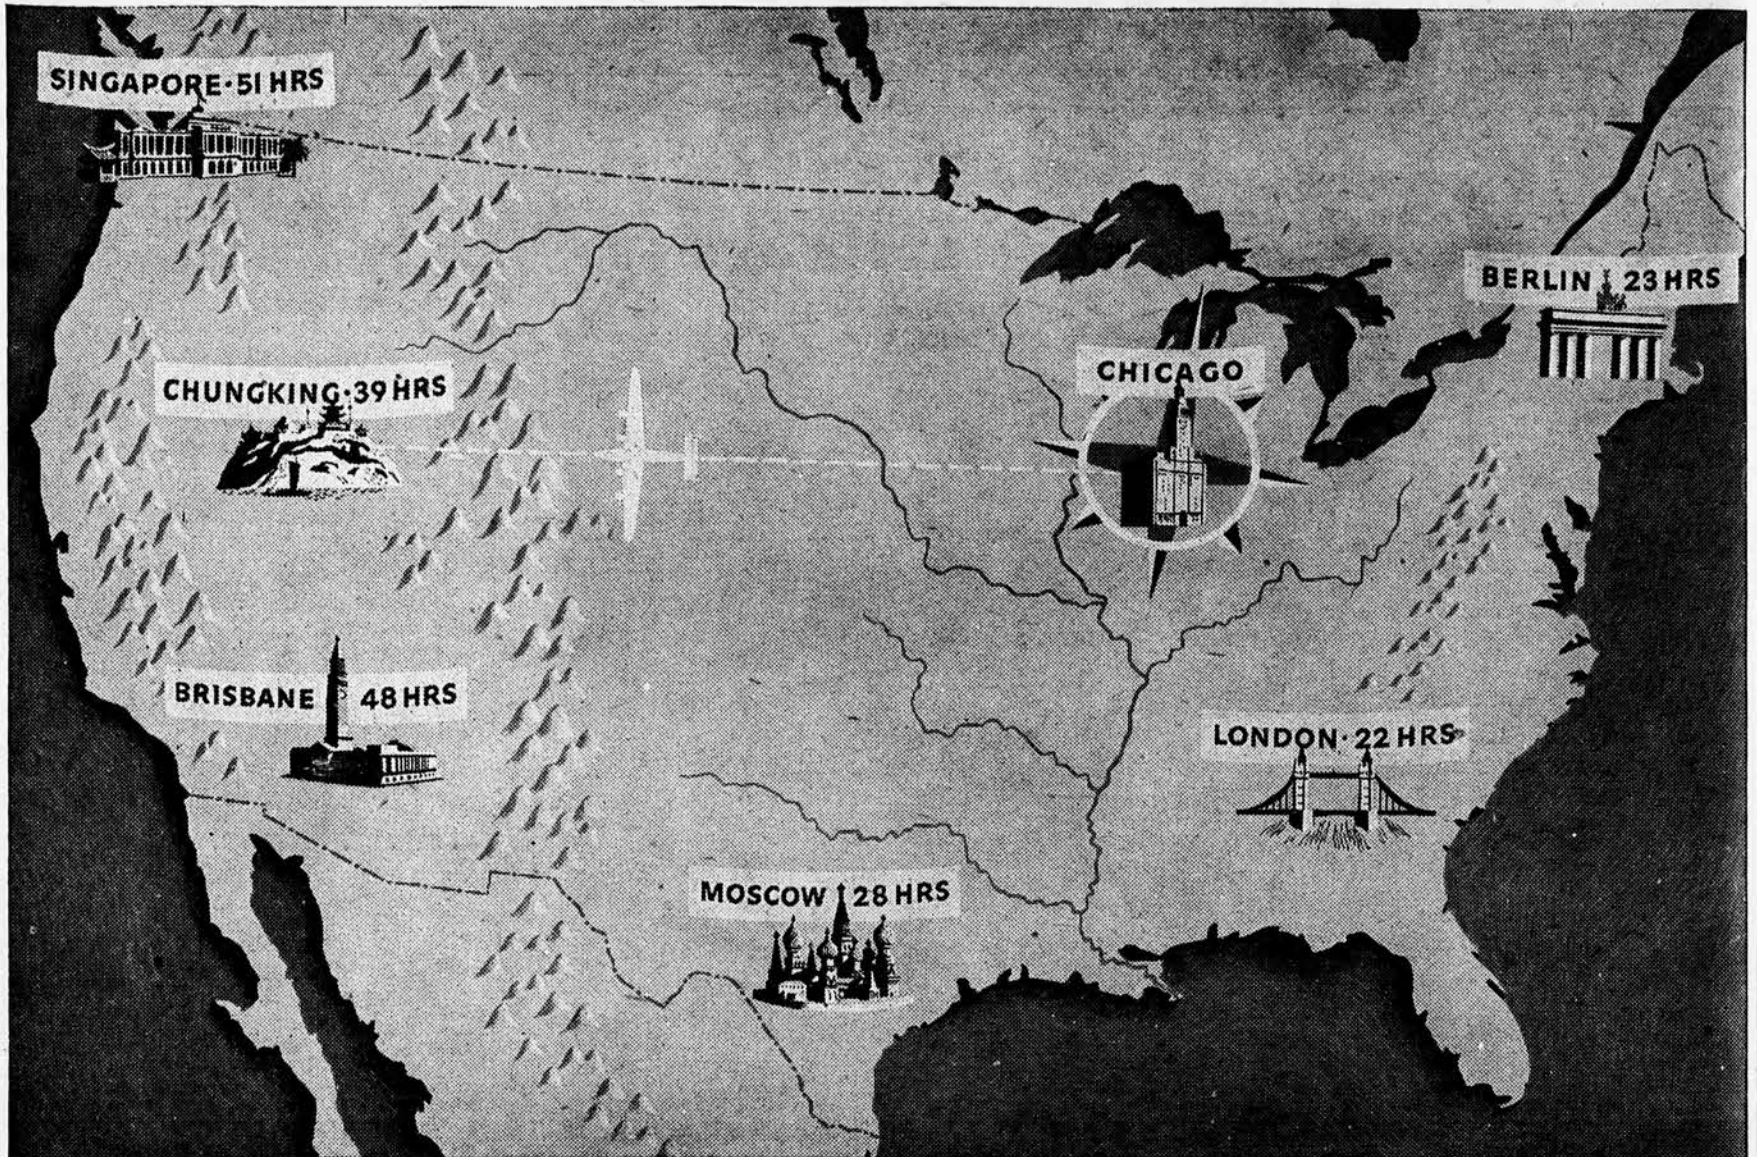 SINGAPORE·51 HRS
BERLIN 23 HRS
CHICAGO
CHUNGKING·39 HRS
BRISBANE 48 HRS
LONDON·22 HRS
MOSCOW 28 HRS